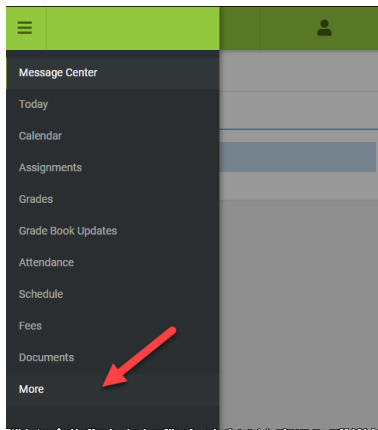 Message Center
Today
Calendar
Assignments
Grades
Grade Book Updates
Attendance
Schedule
Fees
Documents
More